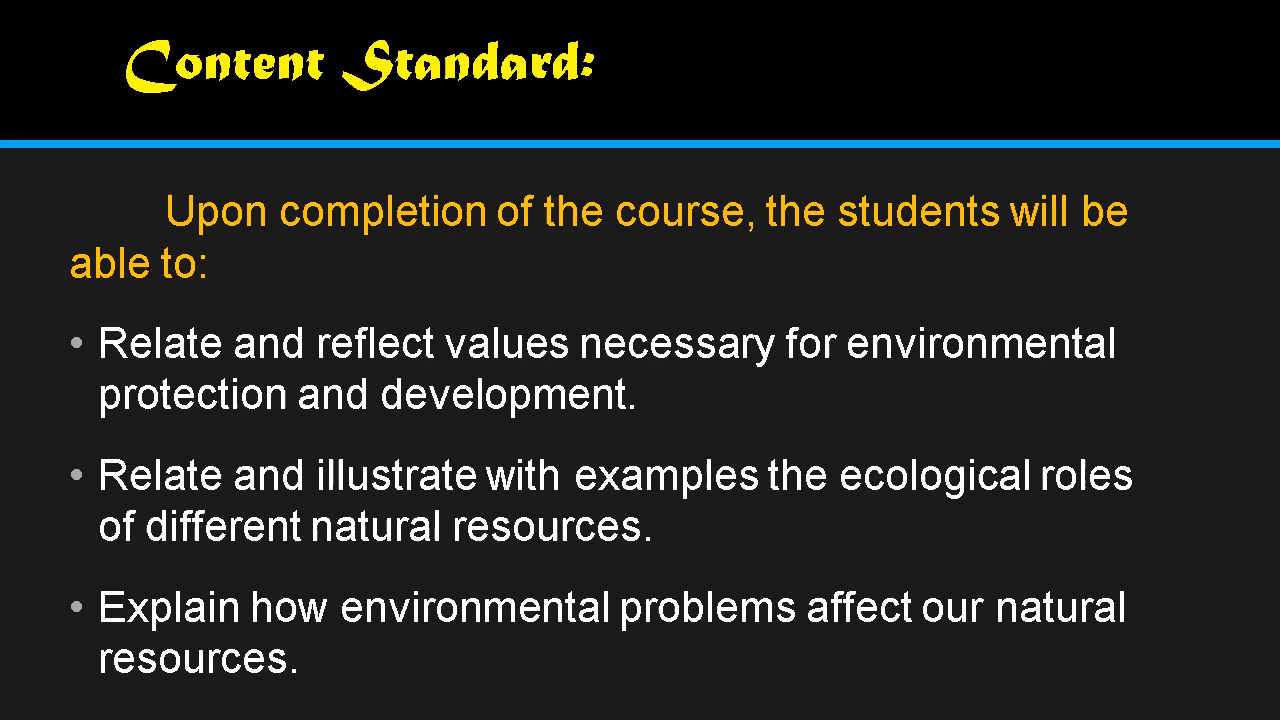 Content Standard:
Upon completion of the course, the students will be
able to:
• Relate and reflect values necessary for environmental
protection and development.
• Relate and illustrate with examples the ecological roles
of different natural resources.
• Explain how environmental problems affect our natural
resources.